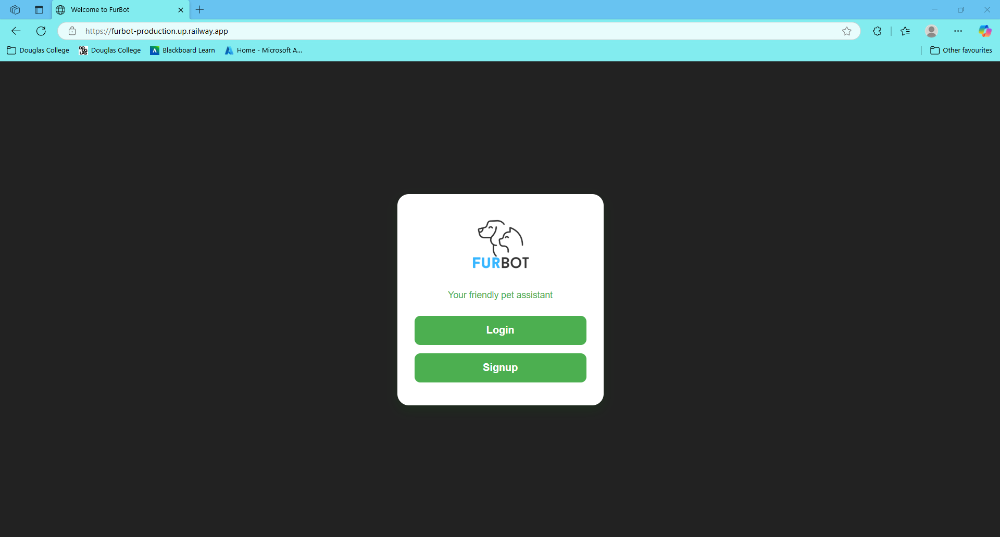 Welcome to FurBot
https://furbot-production.up.railway.app
Douglas College
Douglas College
Blackboard Learn
Home - Microsoft A...
Other favourites
FURBOT
Your friendly pet assistant
Login
Signup